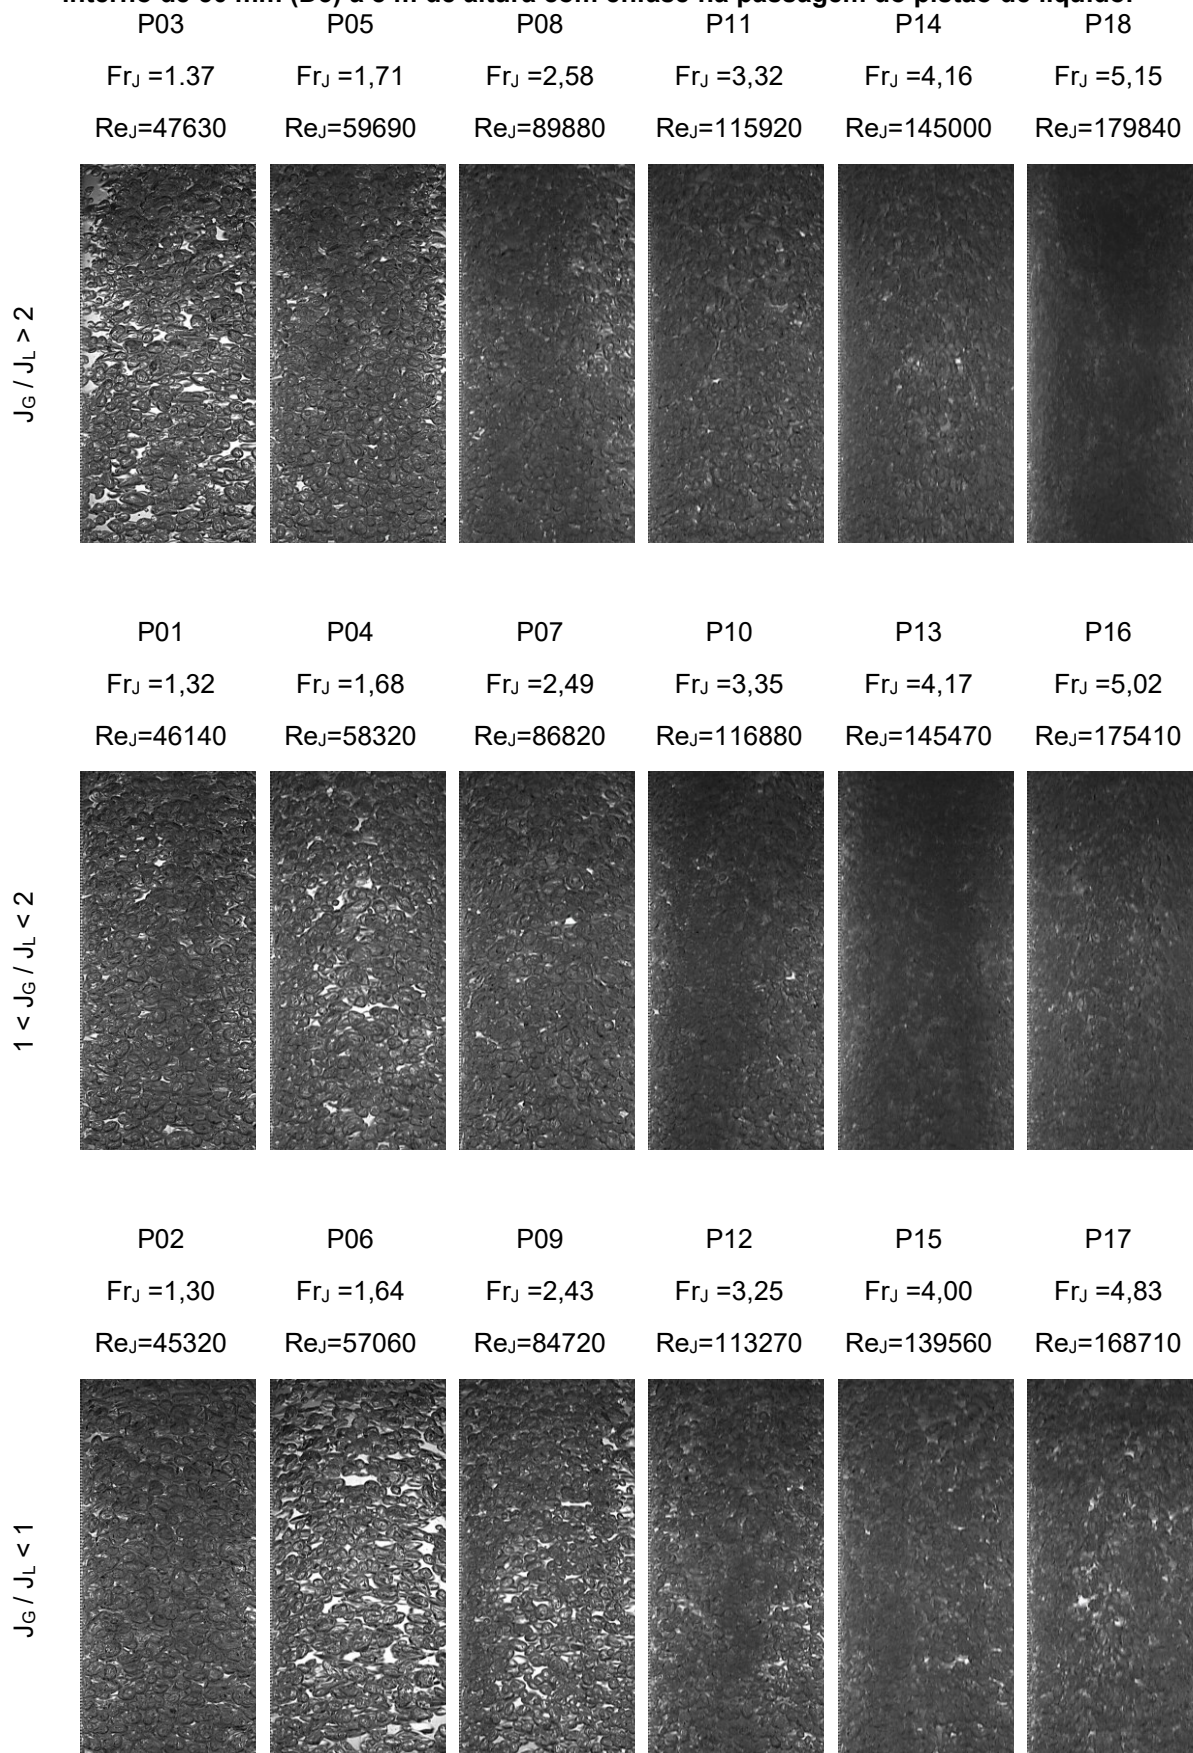 P03 P05 P08 P11 P14 P18
FrJ =1.37 FrJ =1,71 FrJ =2,58 FrJ =3,32 FrJ =4,16 FrJ =5,15
ReJ=47630 ReJ=59690 ReJ=89880 ReJ=115920 ReJ=145000 ReJ=179840
JG / JL > 2
P01 P04 P07 P10 P13 P16
FrJ =1,32 FrJ =1,68 FrJ =2,49 FrJ =3,35 FrJ =4,17 FrJ =5,02
ReJ=46140 ReJ=58320 ReJ=86820 ReJ=116880 ReJ=145470 ReJ=175410
1 < JG / JL < 2
P02 P06 P09 P12 P15 P17
FrJ =1,30 FrJ =1,64 FrJ =2,43 FrJ =3,25 FrJ =4,00 FrJ =4,83
ReJ=45320 ReJ=57060 ReJ=84720 ReJ=113270 ReJ=139560 ReJ=168710
JG / JL < 1